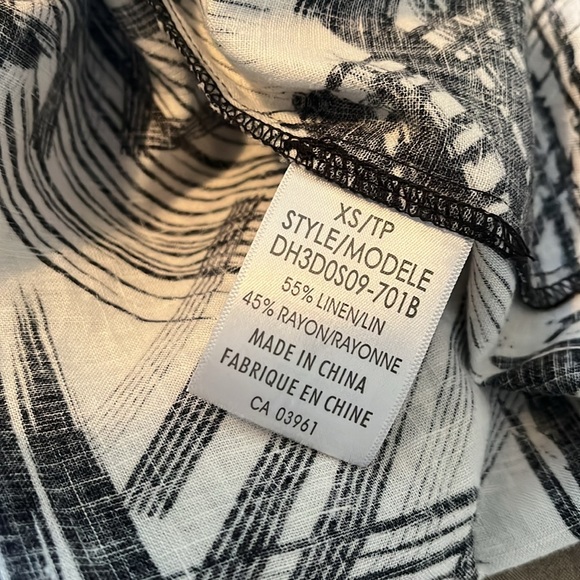 XS/TP
STYLE/MODELE
DH3D0S09-701B
55% LINEN/LIN
45% RAYON/RAYONNE
MADE IN CHINA
FABRIQUE EN CHINE
CA 03961